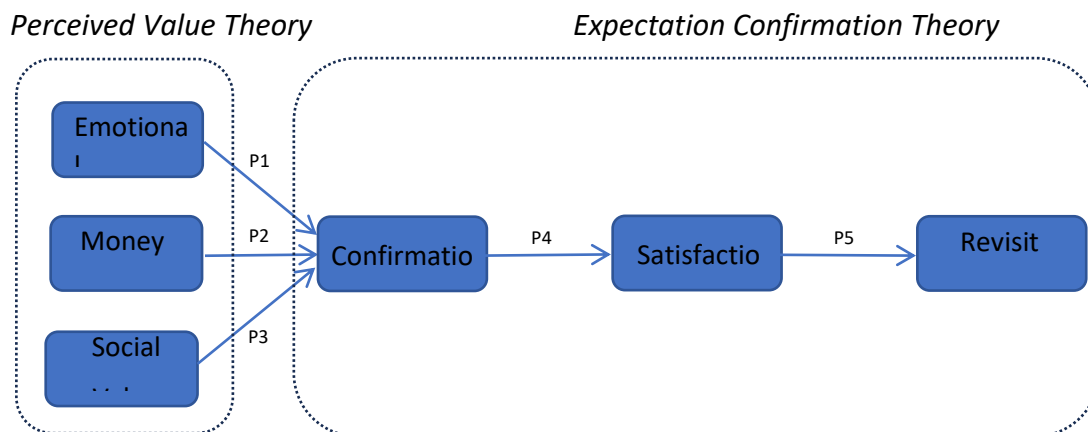 Perceived Value Theory
Expectation Confirmation Theory
Emotiona
P1
Money
P2
Confirmatio
P4
Satisfactio
P5
Revisit
P3
Social